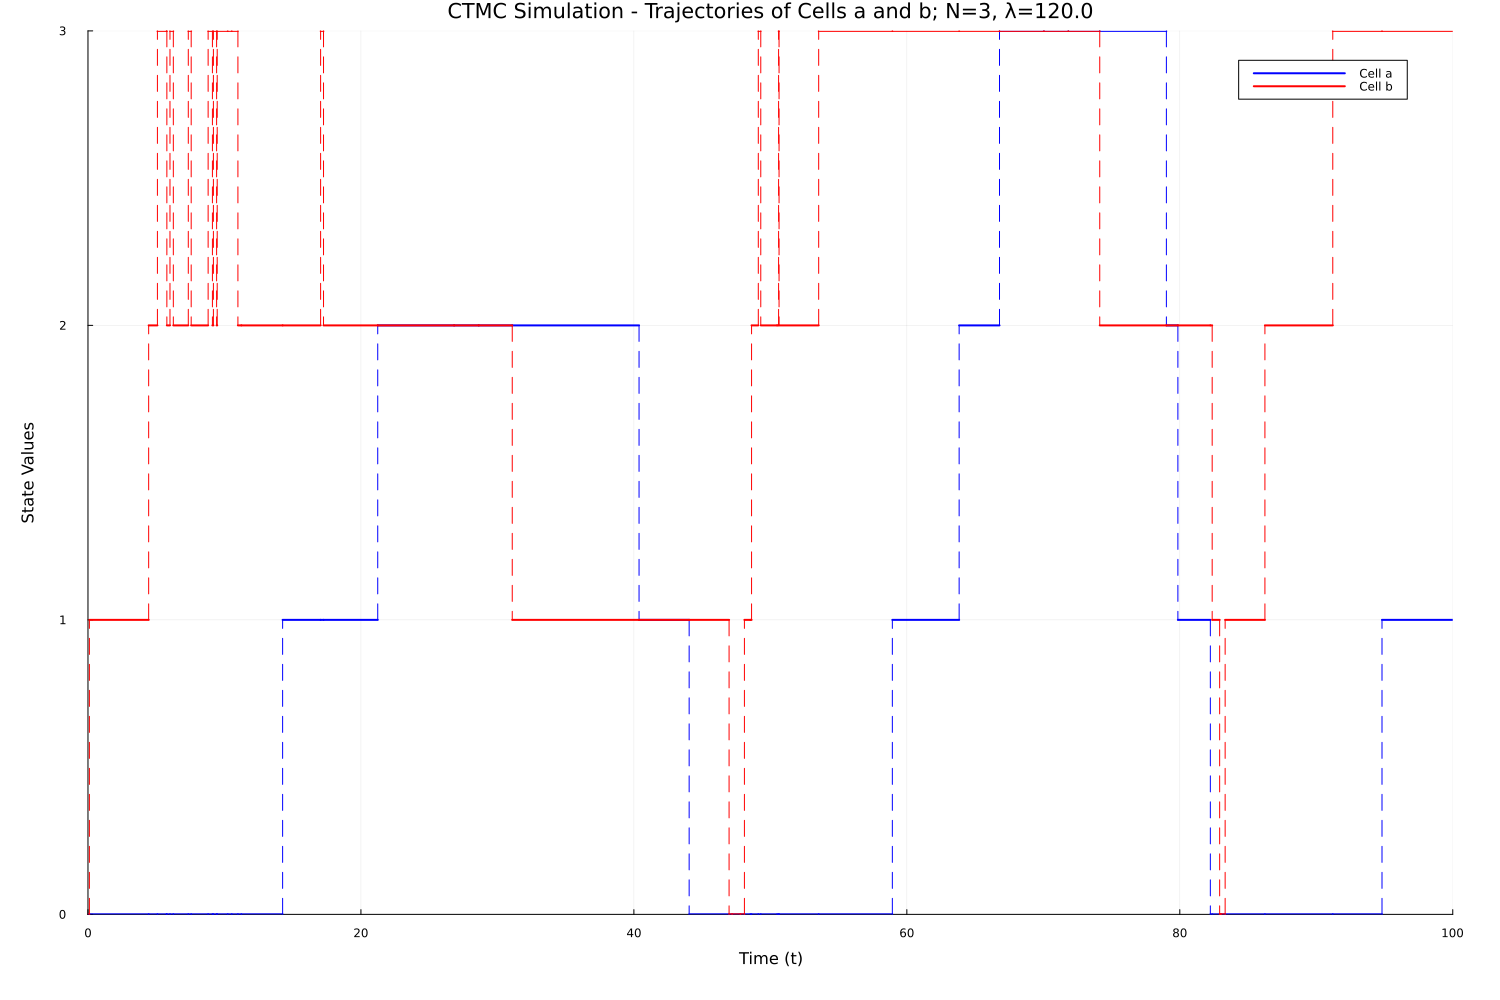 CTMC Simulation - Trajectories of Cells a and b; N=3, λ=120.0
3
Cell a
Cell b
2
State Values
1
0
0 20 40 60 80 100
Time (t)